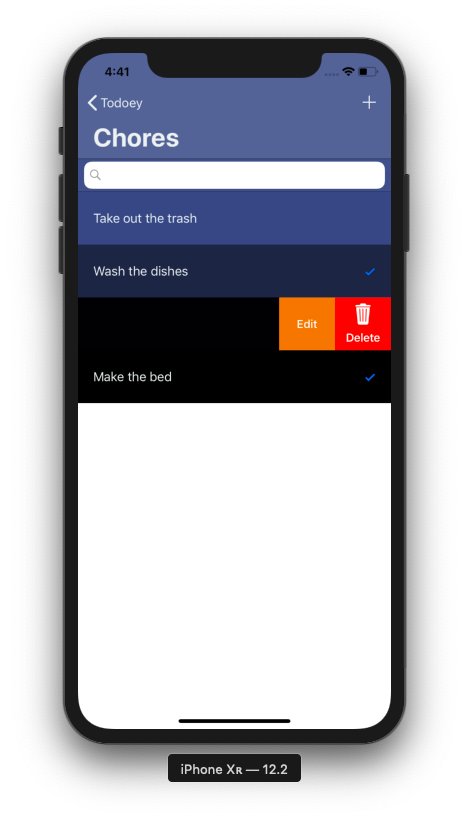 4:41
Todoey
Chores
Take out the trash
Wash the dishes
Edit
Delete
Make the bed
iPhone Xʀ — 12.2